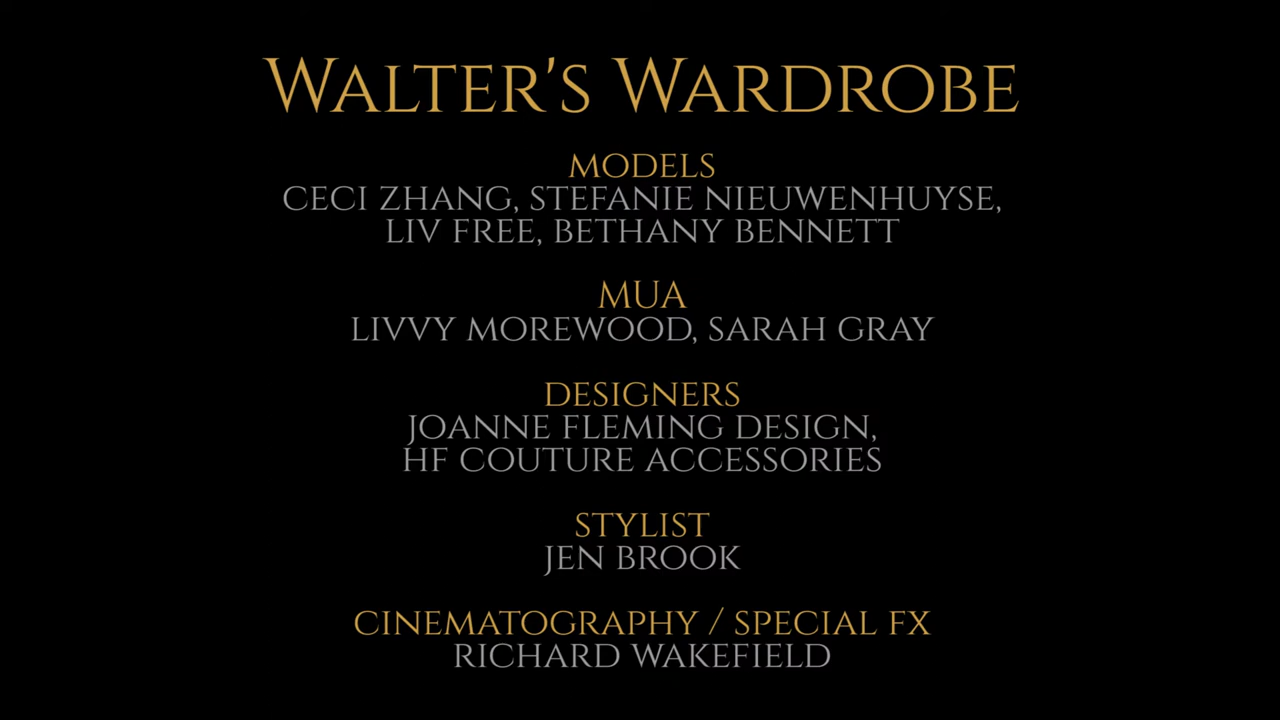 WALTER'S WARDROBE
MODELS
CECI ZHANG, STEFANIE NIEUWENHUYSE,
LIV FREE, BETHANY BENNETT
MUA
LIVVY MOREWOOD, SARAH GRAY
DESIGNERS
JOANNE FLEMING DESIGN,
HF COUTURE ACCESSORIES
STYLIST
JEN BROOK
CINEMATOGRAPHY / SPECIAL FX
RICHARD WAKEFIELD